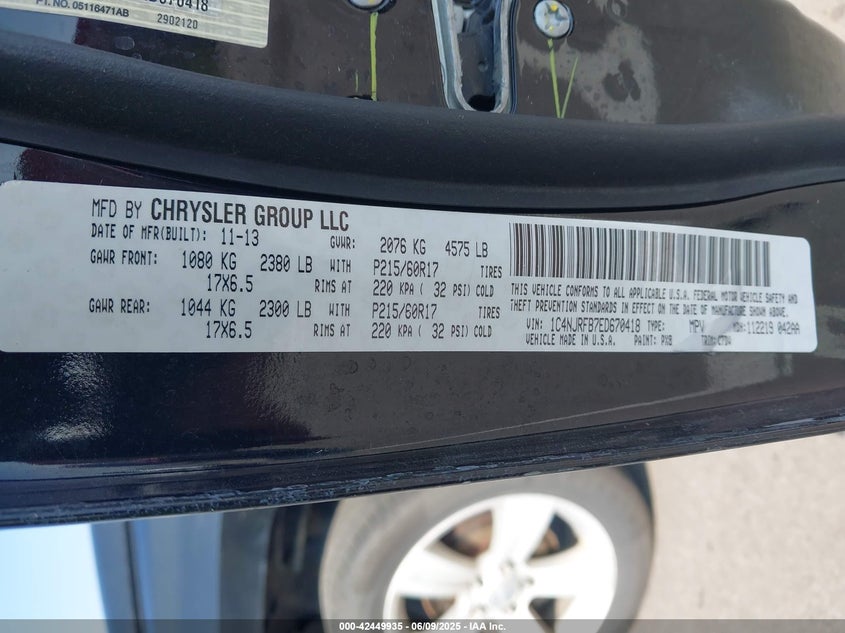 PT. NO. 05116471AB
2902120
MFD BY CHRYSLER GROUP LLC
DATE OF MFR(BUILT): 11-13 GVWR: 2076 KG 4575 LB
GAWR FRONT: 1080 KG 2380 LB WITH P215/60R17 TIRES
17X6.5 RIMS AT 220 KPA ( 32 PSI) COLD
GAWR REAR: 1044 KG 2300 LB WITH P215/60R17 TIRES
17X6.5 RIMS AT 220 KPA ( 32 PSI) COLD
THIS VEHICLE CONFORMS TO ALL APPLICABLE U.S.A. FEDERAL MOTOR VEHICLE SAFETY AND
THEFT PREVENTION STANDARDS IN EFFECT ON THE DATE OF MANUFACTURE SHOWN ABOVE.
VIN: 1C4NJRFB7ED670418 TYPE: MPV MDH: 112219 042AA
VEHICLE MADE IN U.S.A. PAINT: PXB TRIM:
000-42449935 - 06/09/2025 - IAA Inc.